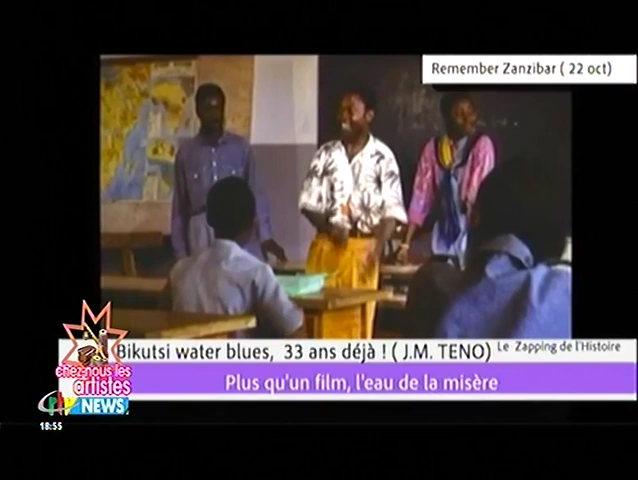 Remember Zanzibar ( 22 oct)
Bikutsi water blues, 33 ans déjà ! ( J.M. TENO)
Le Zapping de l'Histoire
Plus qu'un film, l'eau de la misère
chez-nous les
artistes
NEWS
18:55